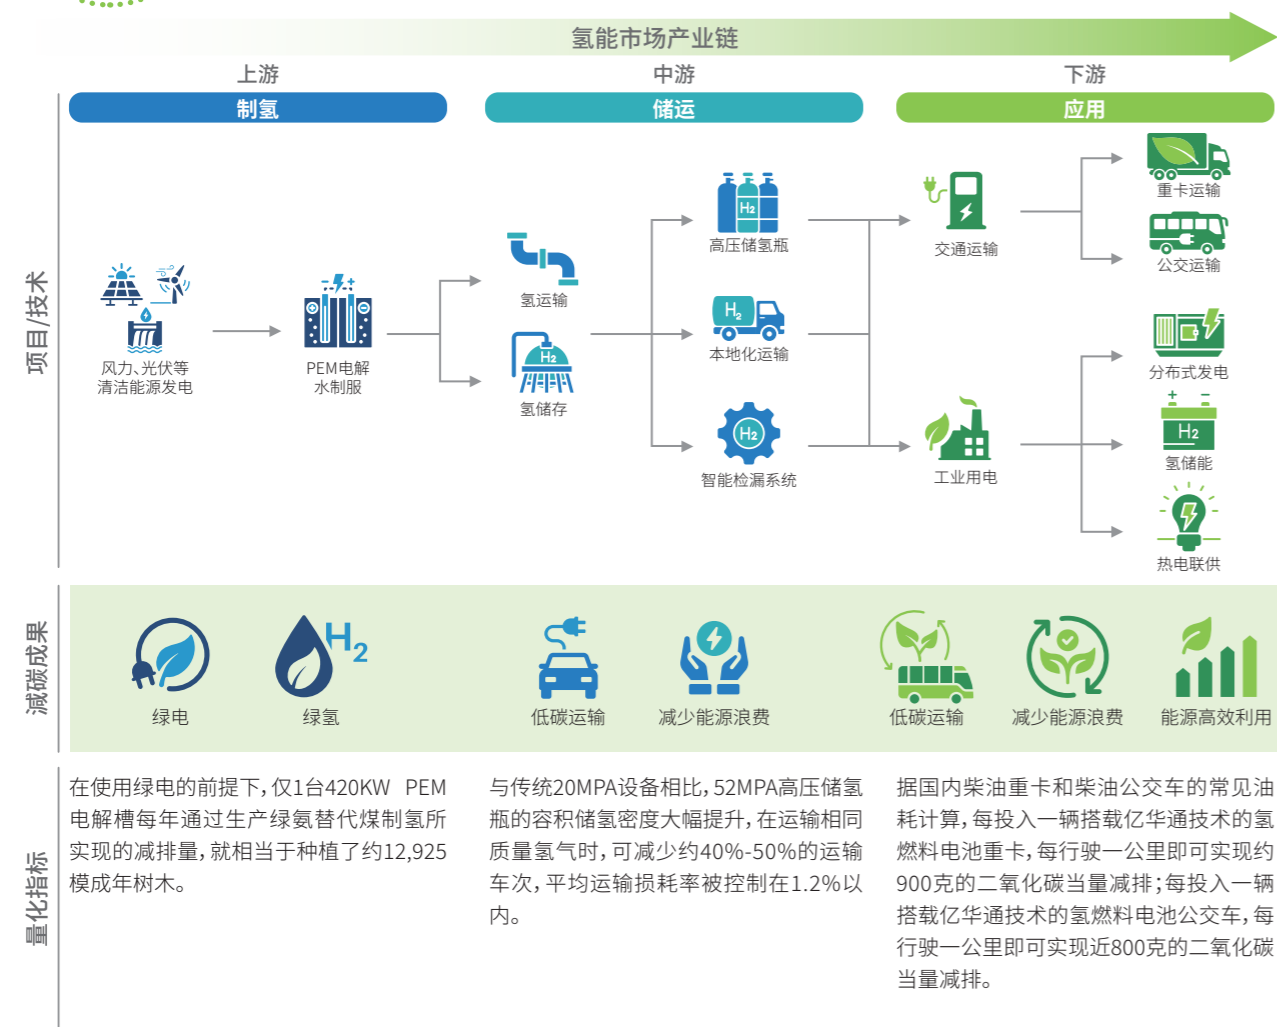 氢能市场产业链
上游
中游
下游
制氢
储运
应用
项目/技术
风力、光伏等
清洁能源发电
PEM电解
水制服
氢运输
H₂
氢储存
H₂
高压储氢瓶
H₂
本地化运输
H₂
智能检漏系统
交通运输
工业用电
重卡运输
公交运输
分布式发电
+ −
H₂
氢储能
热电联供
减碳成果
绿电
H₂
绿氢
低碳运输
减少能源浪费
低碳运输
减少能源浪费
能源高效利用
量化指标
在使用绿电的前提下，仅1台420KW PEM
电解槽每年通过生产绿氨替代煤制氢所
实现的减排量，就相当于种植了约12,925
模成年树木。
与传统20MPA设备相比，52MPA高压储氢
瓶的容积储氢密度大幅提升，在运输相同
质量氢气时，可减少约40%-50%的运输
车次，平均运输损耗率被控制在1.2%以
内。
据国内柴油重卡和柴油公交车的常见油
耗计算，每投入一辆搭载亿华通技术的氢
燃料电池重卡，每行驶一公里即可实现约
900克的二氧化碳当量减排；每投入一辆
搭载亿华通技术的氢燃料电池公交车，每
行驶一公里即可实现近800克的二氧化碳
当量减排。